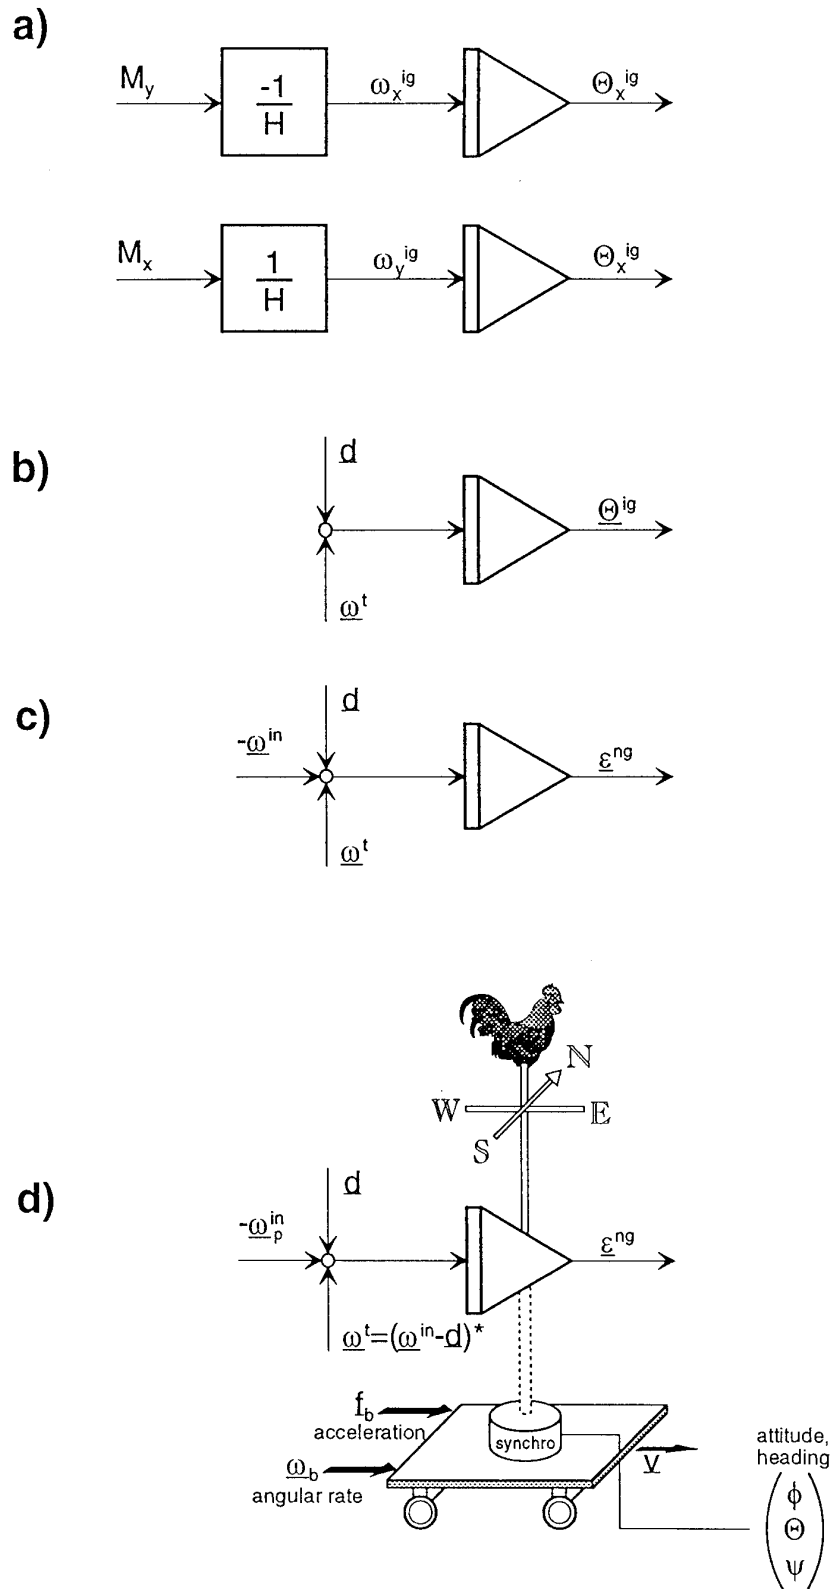 a)
M_y -1/H ω_x^ig Θ_x^ig
M_x 1/H ω_y^ig Θ_x^ig
b)
d
Θ^ig
ω^t
c)
d
-ω^in ε^ng
ω^t
N
W E
S
d)
d
-ω_p^in ε^ng
ω^t=(ω^in-d)*
f_b
acceleration
synchro
attitude,
heading
v
ω_b
angular rate
ϕ
Θ
ψ